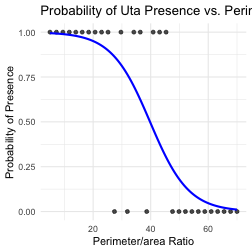 Probability of Uta Presence vs. Perir
1.00
0.75
0.50
0.25
0.00
Probability of Presence
20
40
60
Perimeter/area Ratio